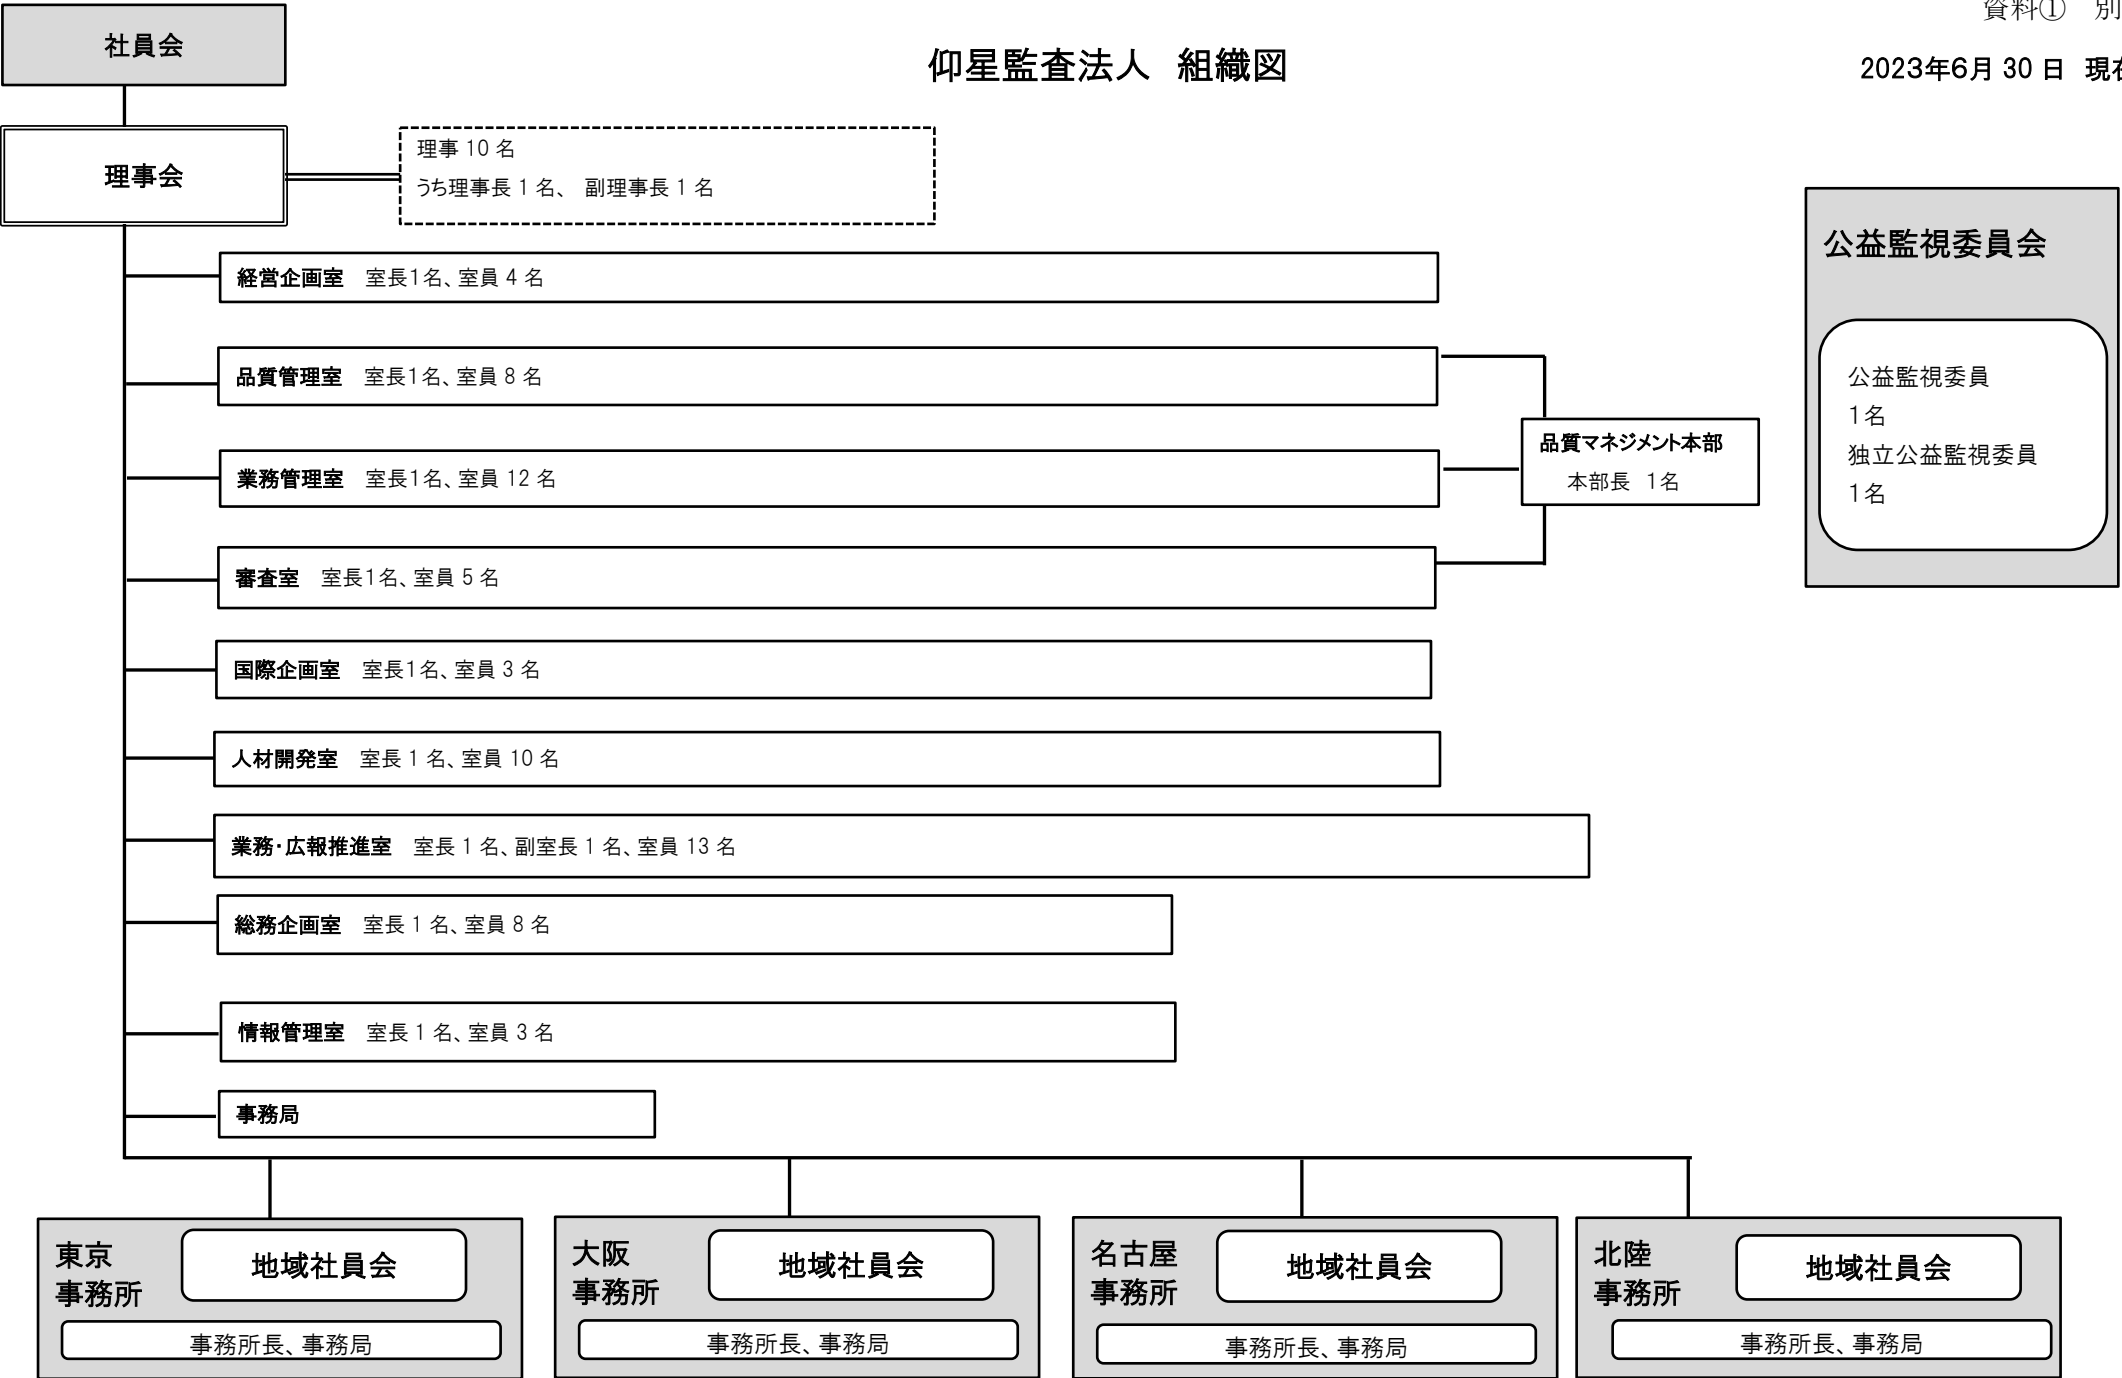 資料①　別
社員会
仰星監査法人　組織図
2023年6月 30 日　現在
理事会
理事 10 名
うち理事長 1 名、　副理事長 1 名
公益監視委員会
公益監視委員
1名
独立公益監視委員
1名
経営企画室　室長1名、室員 4 名
品質管理室　室長1名、室員 8 名
品質マネジメント本部
本部長　1名
業務管理室　室長1名、室員 12 名
審査室　室長1名、室員 5 名
国際企画室　室長1名、室員 3 名
人材開発室　室長 1 名、室員 10 名
業務・広報推進室　室長 1 名、副室長 1 名、室員 13 名
総務企画室　室長 1 名、室員 8 名
情報管理室　室長 1 名、室員 3 名
事務局
東京
事務所
地域社員会
事務所長、事務局
大阪
事務所
地域社員会
事務所長、事務局
名古屋
事務所
地域社員会
事務所長、事務局
北陸
事務所
地域社員会
事務所長、事務局